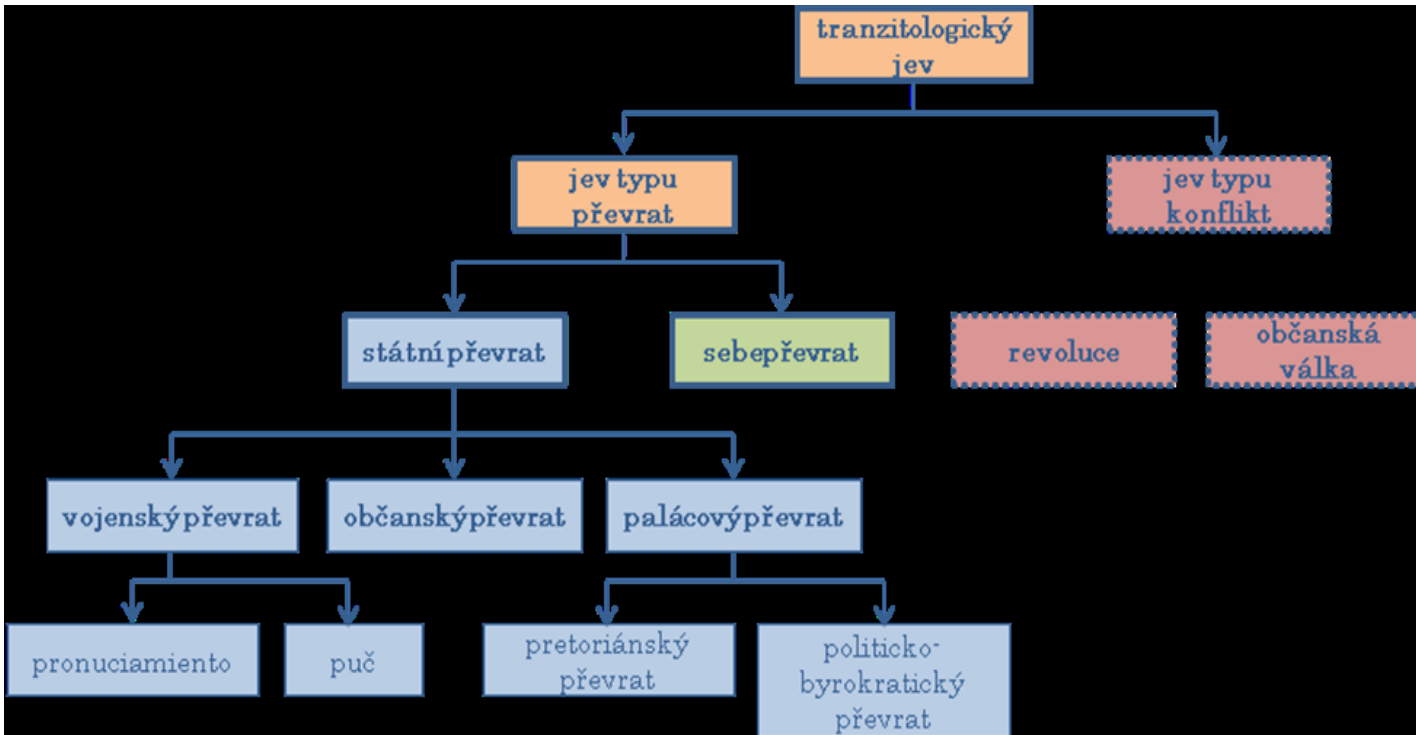 tranzitologický
jev
jev typu
převrat
jev typu
konflikt
státní převrat
sebepřevrat
revoluce
občanská
válka
vojenský převrat
občanský převrat
palácový převrat
pronuciamiento
puč
pretoriánský
převrat
politicko-
byrokratický
převrat